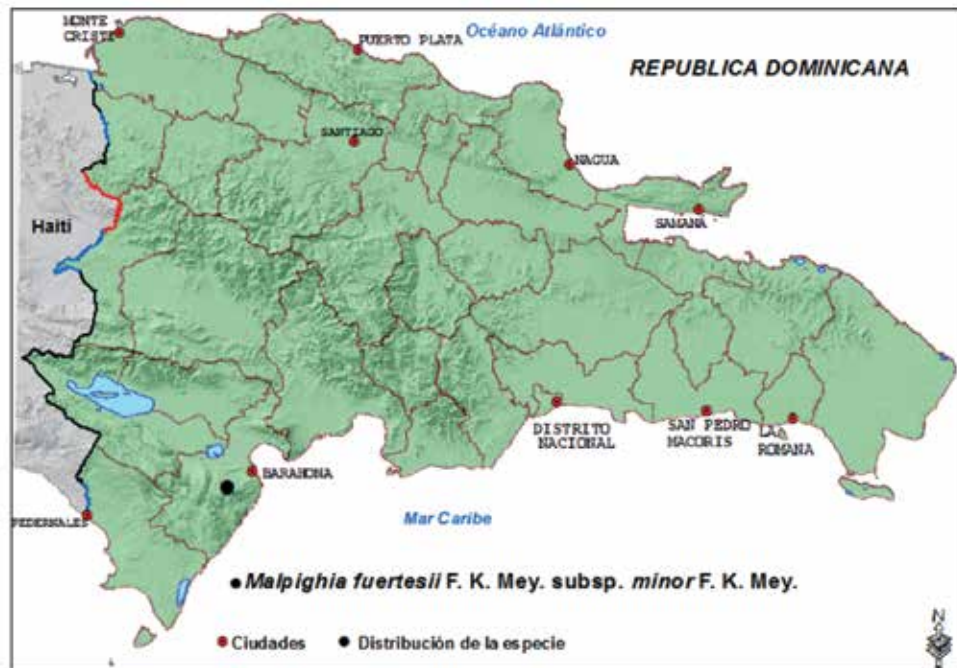 MONTE
CRISTI
PUERTO PLATA
Océano Atlántico
REPUBLICA DOMINICANA
SANTIAGO
NAGUA
SAMANA
Haití
DISTRITO
NACIONAL
SAN PEDRO
MACORIS
LA
ROMANA
BARAHONA
PEDERNALES
Mar Caribe
Malpighia fuertesii F. K. Mey. subsp. minor F. K. Mey.
Ciudades
Distribución de la especie
N